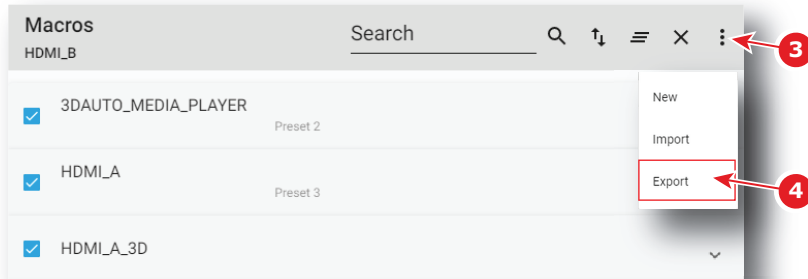 Macros
HDMI_B
Search
3
3DAUTO_MEDIA_PLAYER
Preset 2
New
Import
HDMI_A
Preset 3
Export
4
HDMI_A_3D